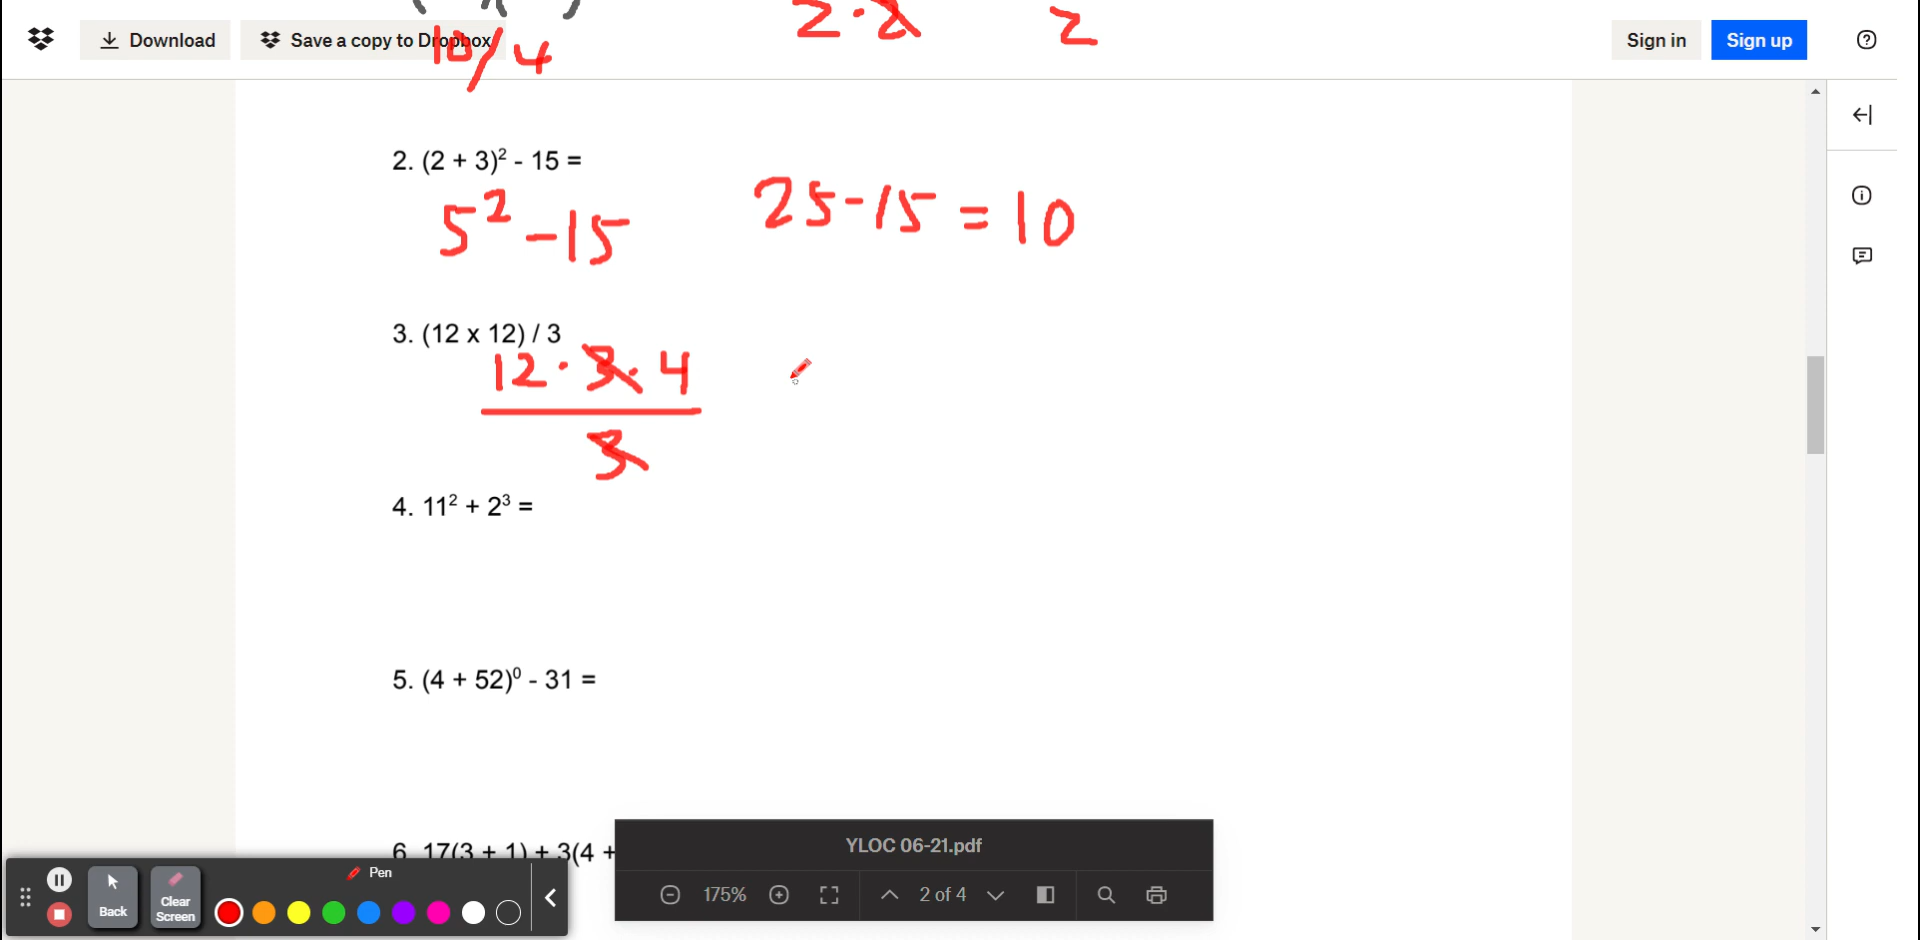 2 · 2
2
Download
Save a copy to Dropbox
Sign in
Sign up
10/4
2. (2 + 3)² - 15 =
5² - 15
25 - 15 = 10
3. (12 x 12) / 3
12 · 3 · 4
3
4. 11² + 2³ =
5. (4 + 52)⁰ - 31 =
6. 17(3 + 1) + 3(4 +
YLOC 06-21.pdf
175%
2 of 4
Pen
Back
Clear
Screen